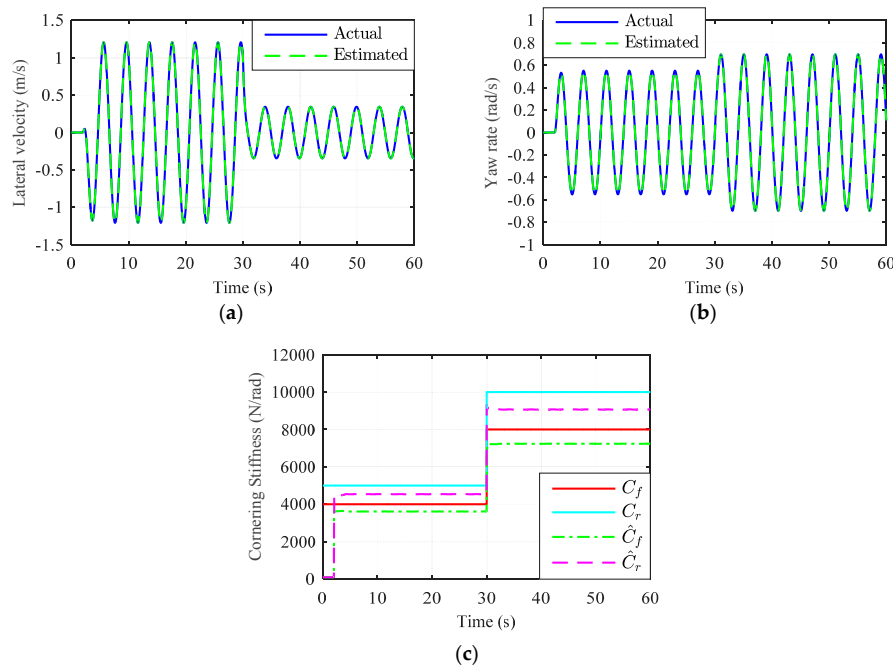 Actual
Estimated
Lateral velocity (m/s)
1.5
1
0.5
0
-0.5
-1
-1.5
0 10 20 30 40 50 60
Time (s)
(a)
Actual
Estimated
Yaw rate (rad/s)
1
0.8
0.6
0.4
0.2
0
-0.2
-0.4
-0.6
-0.8
-1
0 10 20 30 40 50 60
Time (s)
(b)
Cornering Stiffness (N/rad)
12000
10000
8000
6000
4000
2000
0
C_f
C_r
Ĉ_f
Ĉ_r
0 10 20 30 40 50 60
Time (s)
(c)